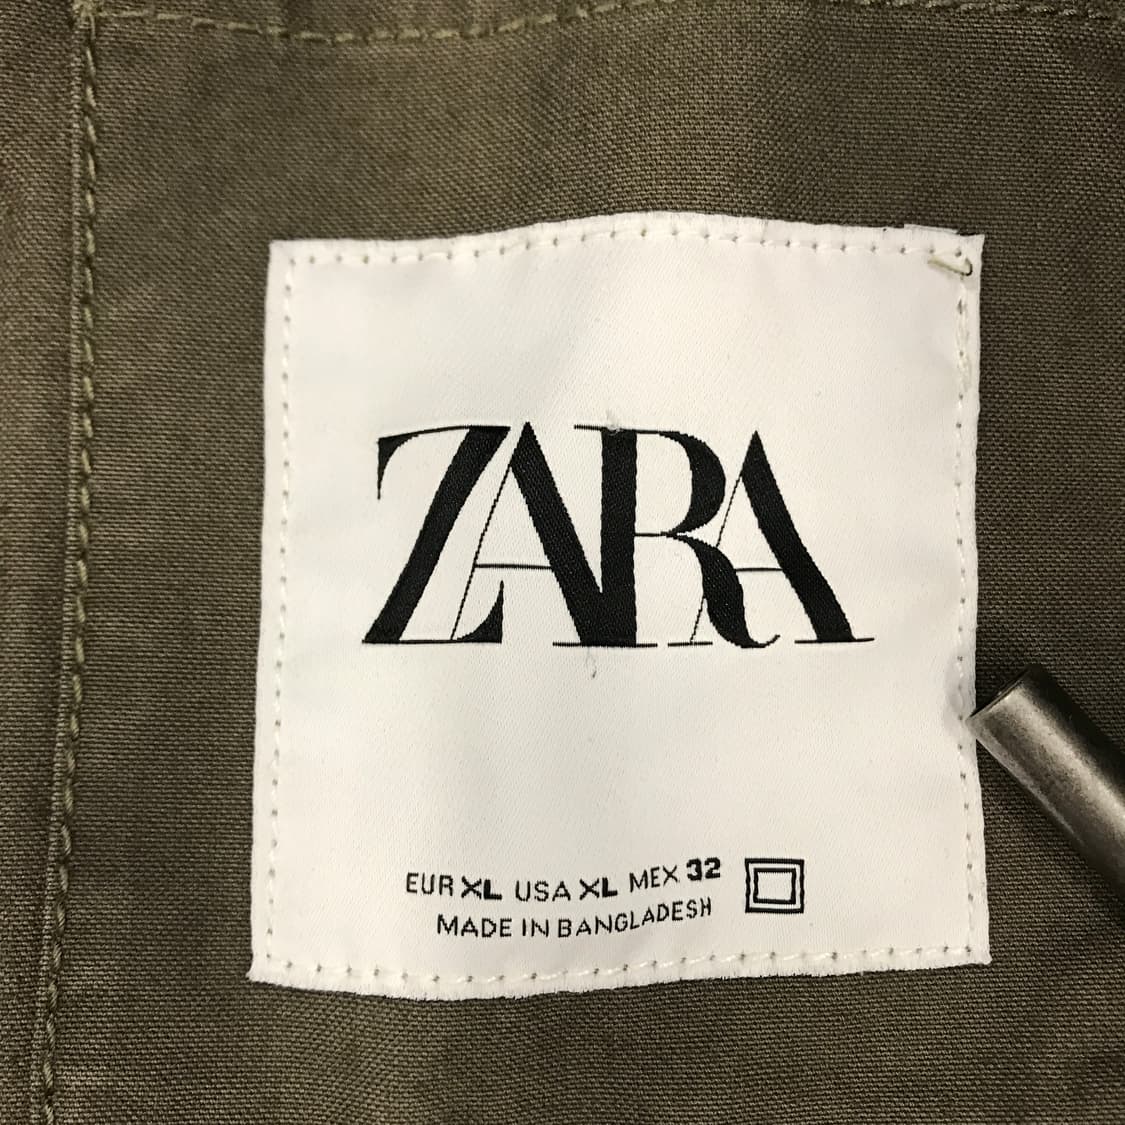 ZARA
EUR XL USA XL MEX 32
MADE IN BANGLADESH